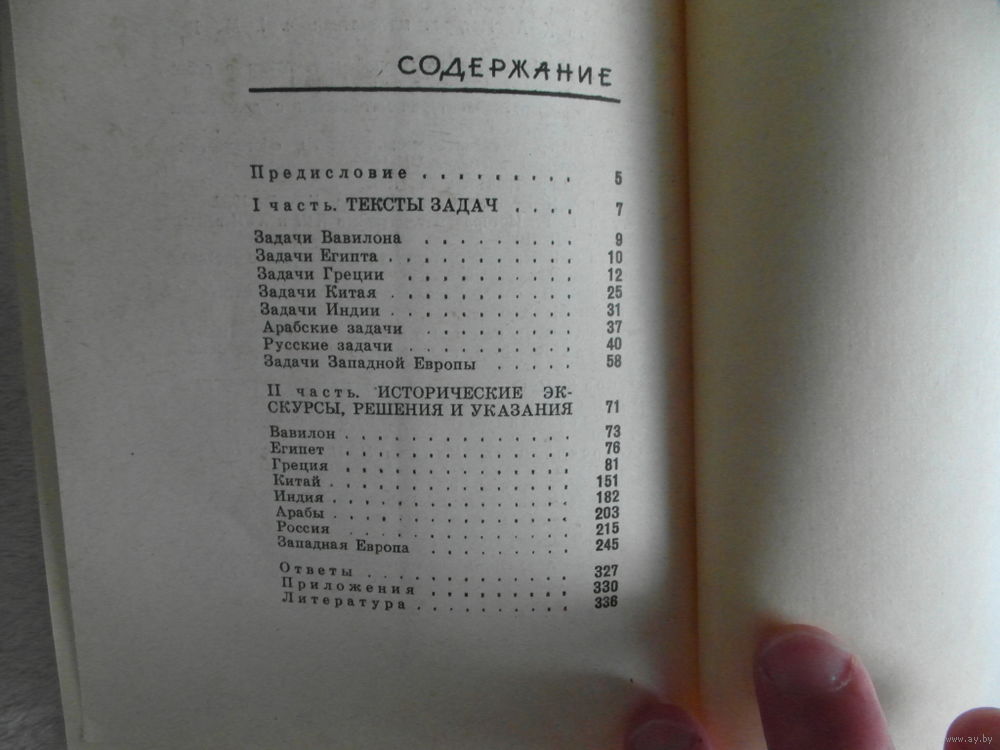 СОДЕРЖАНИЕ
Предисловие . . . . . . . . . 5
I часть. ТЕКСТЫ ЗАДАЧ . . . . 7
Задачи Вавилона . . . . . . . . . 9
Задачи Египта . . . . . . . . . . . 10
Задачи Греции . . . . . . . . . . 12
Задачи Китая . . . . . . . . . . . 25
Задачи Индии . . . . . . . . . . . 31
Арабские задачи . . . . . . . . . 37
Русские задачи . . . . . . . . . . 40
Задачи Западной Европы . . . . . 58
II часть. ИСТОРИЧЕСКИЕ ЭК-
СКУРСЫ, РЕШЕНИЯ И УКАЗАНИЯ 71
Вавилон . . . . . . . . . . . . . 73
Египет . . . . . . . . . . . . . 76
Греция . . . . . . . . . . . . . 81
Китай . . . . . . . . . . . . . . 151
Индия . . . . . . . . . . . . . . 182
Арабы . . . . . . . . . . . . . . 203
Россия . . . . . . . . . . . . . 215
Западная Европа . . . . . . . . 245
Ответы . . . . . . . . . . . . 327
Приложения . . . . . . . . 330
Литература . . . . . . . . . 336
www.ay.by